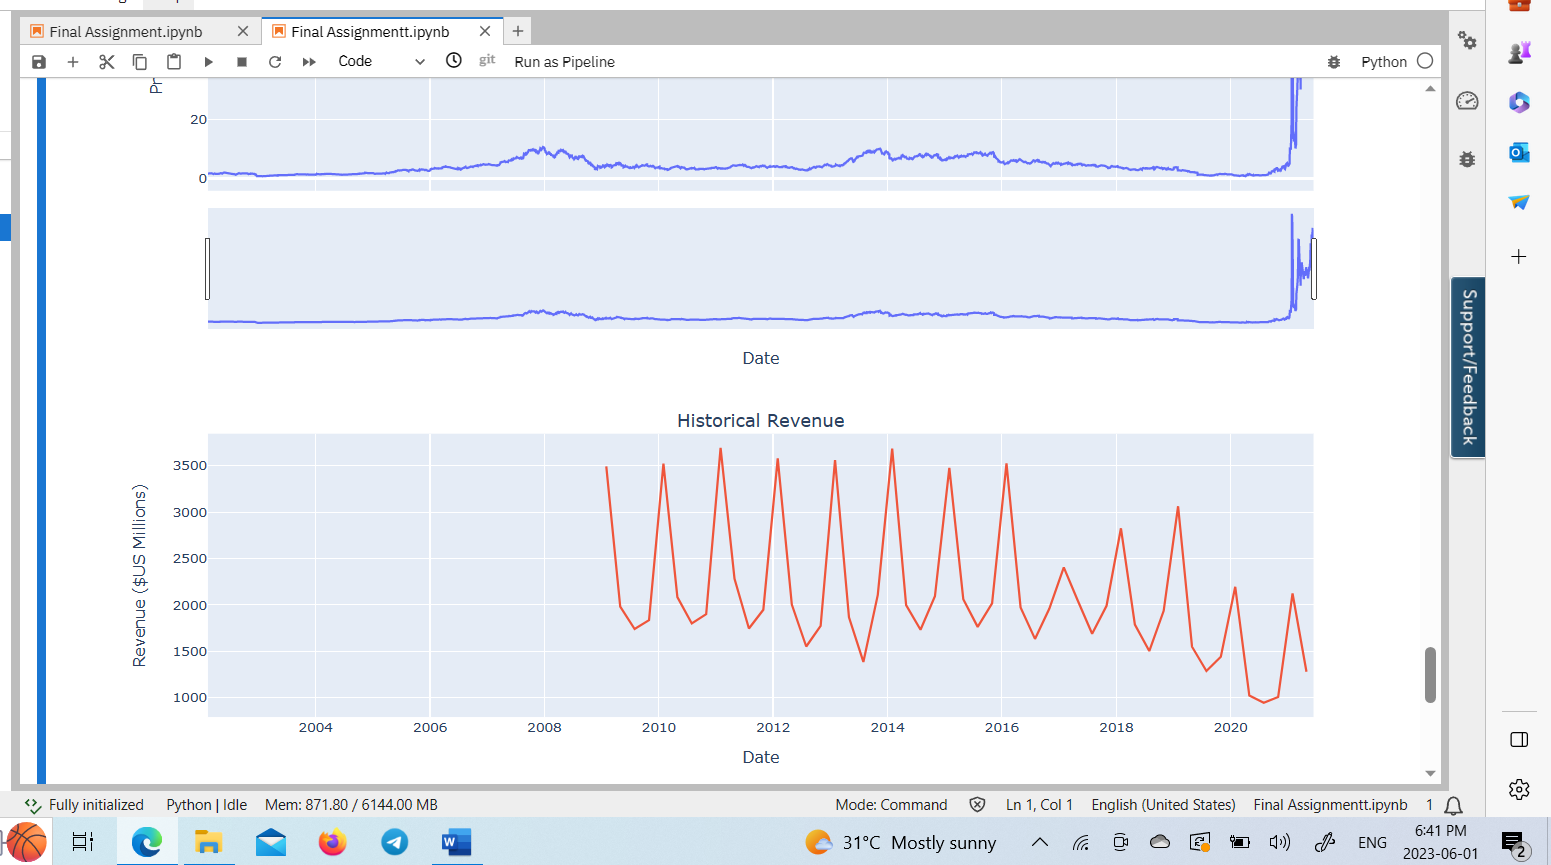 Final Assignment.ipynb
Final Assignmentt.ipynb
Code
git
Run as Pipeline
Python
20
0
Date
Historical Revenue
Revenue ($US Millions)
3500
3000
2500
2000
1500
1000
2004 2006 2008 2010 2012 2014 2016 2018 2020
Date
Support/Feedback
Fully initialized Python | Idle Mem: 871.80 / 6144.00 MB Mode: Command Ln 1, Col 1 English (United States) Final Assignmentt.ipynb 1
31°C Mostly sunny ENG
6:41 PM
2023-06-01
2